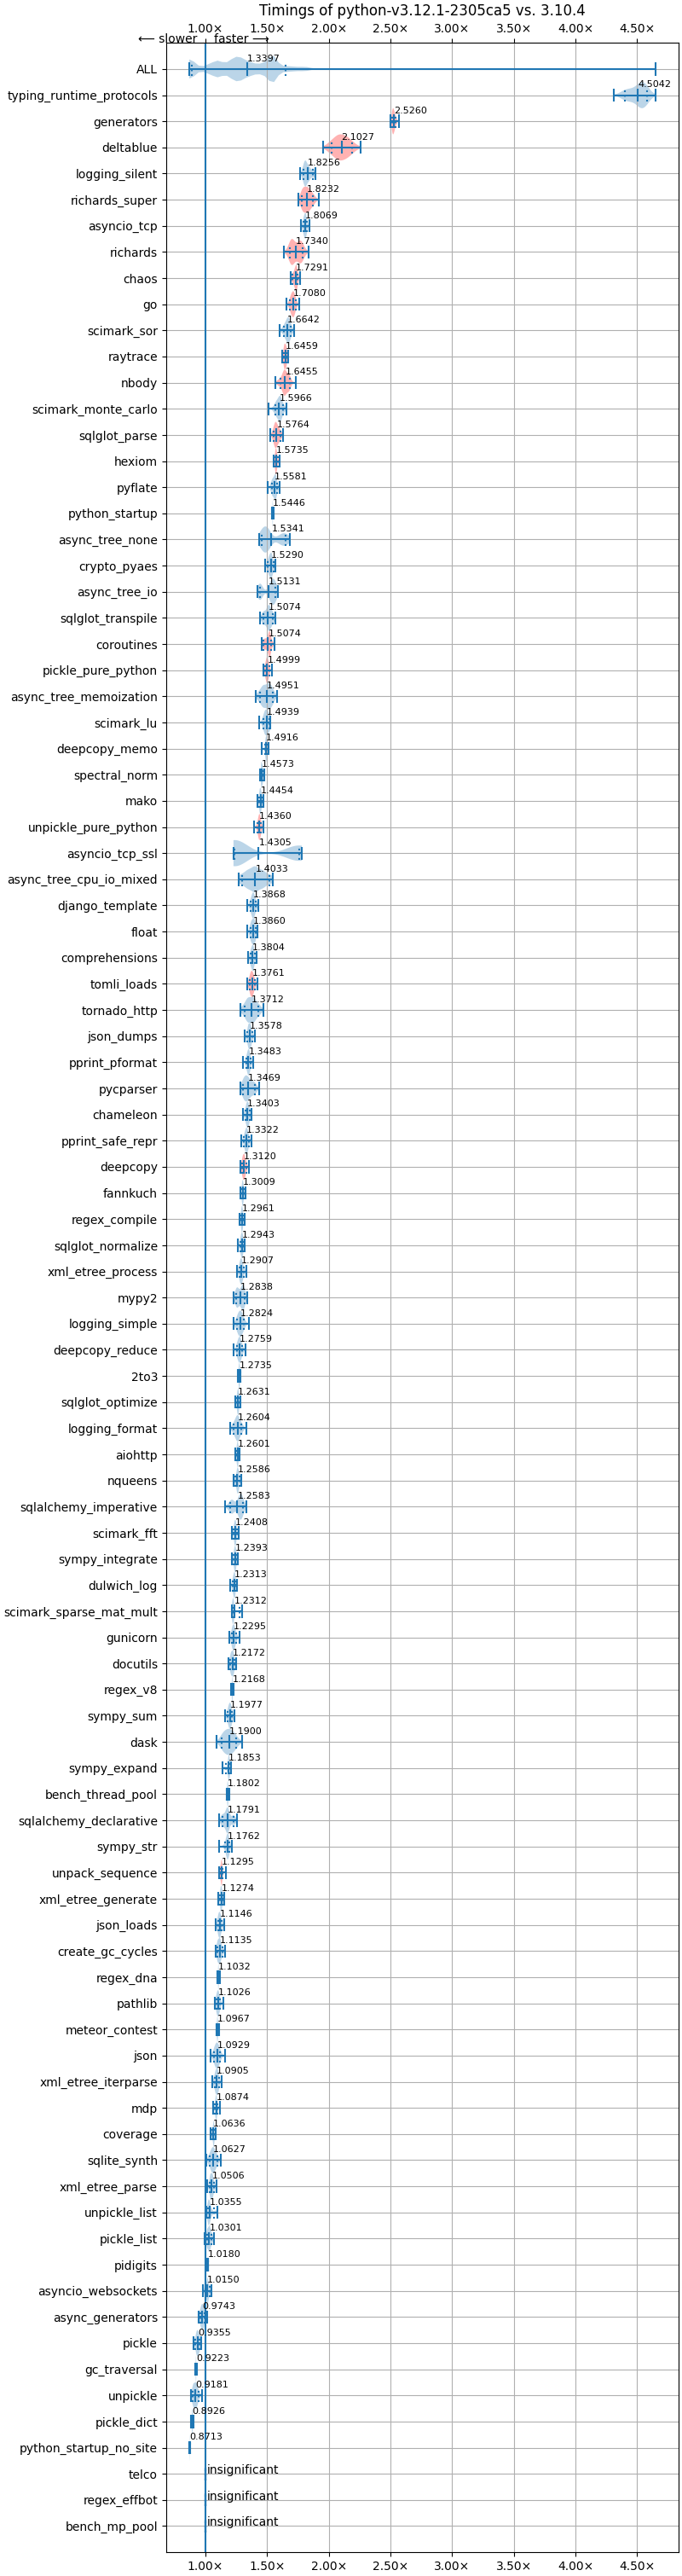 Timings of python-v3.12.1-2305ca5 vs. 3.10.4
1.00× 1.50× 2.00× 2.50× 3.00× 3.50× 4.00× 4.50×
⟵ slower faster ⟶
ALL 1.3397
typing_runtime_protocols 4.5042
generators 2.5260
deltablue 2.1027
logging_silent 1.8256
richards_super 1.8232
asyncio_tcp 1.8069
richards 1.7340
chaos 1.7291
go 1.7080
scimark_sor 1.6642
raytrace 1.6459
nbody 1.6455
scimark_monte_carlo 1.5966
sqlglot_parse 1.5764
hexiom 1.5735
pyflate 1.5581
python_startup 1.5446
async_tree_none 1.5341
crypto_pyaes 1.5290
async_tree_io 1.5131
sqlglot_transpile 1.5074
coroutines 1.5074
pickle_pure_python 1.4999
async_tree_memoization 1.4951
scimark_lu 1.4939
deepcopy_memo 1.4916
spectral_norm 1.4573
mako 1.4454
unpickle_pure_python 1.4360
asyncio_tcp_ssl 1.4305
async_tree_cpu_io_mixed 1.4033
django_template 1.3868
float 1.3860
comprehensions 1.3804
tomli_loads 1.3761
tornado_http 1.3712
json_dumps 1.3578
pprint_pformat 1.3483
pycparser 1.3469
chameleon 1.3403
pprint_safe_repr 1.3322
deepcopy 1.3120
fannkuch 1.3009
regex_compile 1.2961
sqlglot_normalize 1.2943
xml_etree_process 1.2907
mypy2 1.2838
logging_simple 1.2824
deepcopy_reduce 1.2759
2to3 1.2735
sqlglot_optimize 1.2631
logging_format 1.2604
aiohttp 1.2601
nqueens 1.2586
sqlalchemy_imperative 1.2583
scimark_fft 1.2408
sympy_integrate 1.2393
dulwich_log 1.2313
scimark_sparse_mat_mult 1.2312
gunicorn 1.2295
docutils 1.2172
regex_v8 1.2168
sympy_sum 1.1977
dask 1.1900
sympy_expand 1.1853
bench_thread_pool 1.1802
sqlalchemy_declarative 1.1791
sympy_str 1.1762
unpack_sequence 1.1295
xml_etree_generate 1.1274
json_loads 1.1146
create_gc_cycles 1.1135
regex_dna 1.1032
pathlib 1.1026
meteor_contest 1.0967
json 1.0929
xml_etree_iterparse 1.0905
mdp 1.0874
coverage 1.0636
sqlite_synth 1.0627
xml_etree_parse 1.0506
unpickle_list 1.0355
pickle_list 1.0301
pidigits 1.0180
asyncio_websockets 1.0150
async_generators 0.9743
pickle 0.9355
gc_traversal 0.9223
unpickle 0.9181
pickle_dict 0.8926
python_startup_no_site 0.8713
telco insignificant
regex_effbot insignificant
bench_mp_pool insignificant
1.00× 1.50× 2.00× 2.50× 3.00× 3.50× 4.00× 4.50×